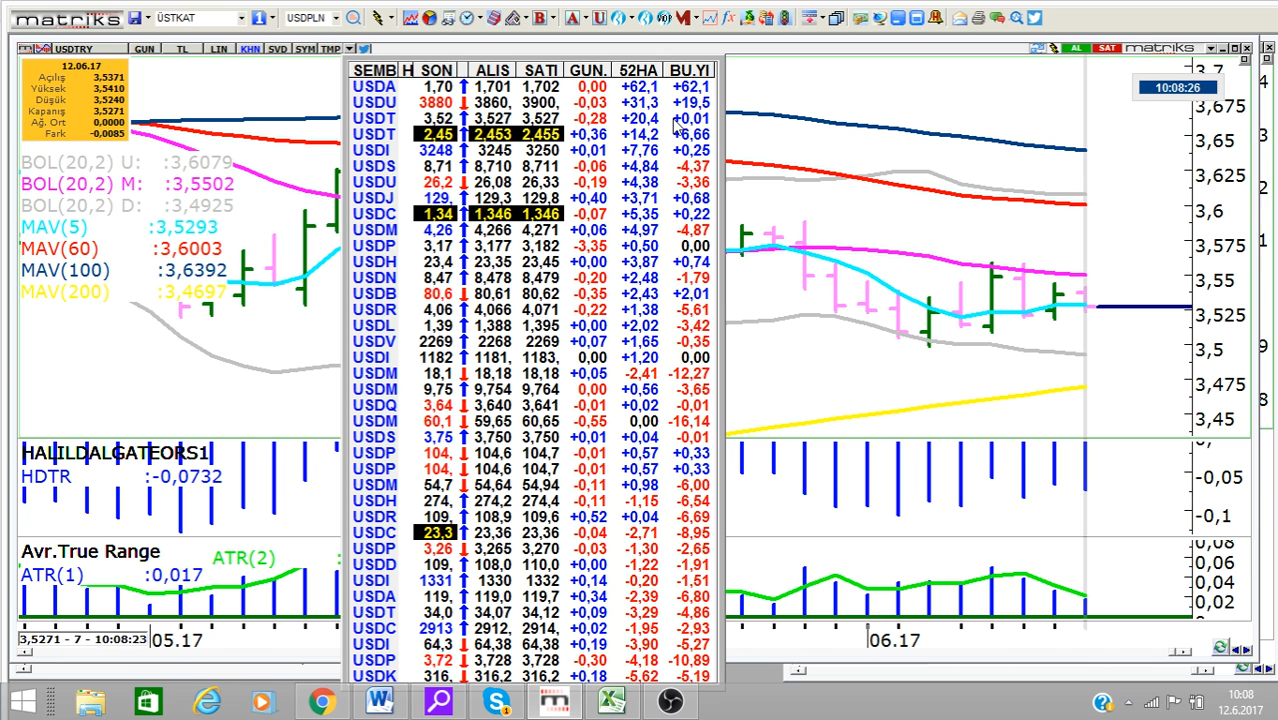 matriks ÜSTKAT 1 USDPLN
USDTRY GUN TL LIN KHN SVD SYM TMP AL SAT matriks
12.06.17
Açılış 3,5371
Yüksek 3,5410
Düşük 3,5240
Kapanış 3,5271
Ağ. Ort 0,0000
Fark -0,0085
BOL(20,2) U: :3,6079
BOL(20,2) M: :3,5502
BOL(20,2) D: :3,4925
MAV(5) :3,5293
MAV(60) :3,6003
MAV(100) :3,6392
MAV(200) :3,4697
HALILDALGATEORS1
HDTR :-0,0732
Avr.True Range
ATR(2) :
ATR(1) :0,017
3,5271 - 7 - 10:08:23 05.17
SEMB H SON ALIS SATI GUN. 52HA BU.YI
USDA 1,70 1,701 1,702 0,00 +62,1 +62,1
USDU 3880 3860, 3900, -0,03 +31,3 +19,5
USDT 3,52 3,527 3,527 -0,28 +20,4 +0,01
USDT 2,45 2,453 2,455 +0,36 +14,2 +6,66
USDI 3248 3245 3250 +0,01 +7,76 +0,25
USDS 8,71 8,710 8,711 -0,06 +4,84 -4,37
USDU 26,2 26,08 26,33 -0,19 +4,38 -3,36
USDJ 129, 129,3 129,8 +0,40 +3,71 +0,68
USDC 1,34 1,346 1,346 -0,07 +5,35 +0,22
USDM 4,26 4,266 4,271 +0,06 +4,97 -4,87
USDP 3,17 3,177 3,182 -3,35 +0,50 0,00
USDH 23,4 23,35 23,45 +0,00 +3,87 +0,74
USDN 8,47 8,478 8,479 -0,20 +2,48 -1,79
USDB 80,6 80,61 80,62 -0,35 +2,43 +2,01
USDR 4,06 4,066 4,071 -0,22 +1,38 -5,61
USDL 1,39 1,388 1,395 +0,00 +2,02 -3,42
USDV 2269 2268 2269 +0,07 +1,65 -0,35
USDI 1182 1181, 1183, 0,00 +1,20 0,00
USDM 18,1 18,18 18,18 +0,05 -2,41 -12,27
USDM 9,75 9,754 9,764 0,00 +0,56 -3,65
USDQ 3,64 3,640 3,641 -0,01 +0,02 -0,01
USDM 60,1 59,65 60,65 -0,55 0,00 -16,14
USDS 3,75 3,750 3,750 +0,01 +0,04 -0,01
USDP 104, 104,6 104,7 -0,01 +0,57 +0,33
USDP 104, 104,6 104,7 -0,01 +0,57 +0,33
USDM 54,7 54,64 54,94 -0,11 +0,98 -6,00
USDH 274, 274,2 274,4 -0,11 -1,15 -6,54
USDR 109, 108,9 109,6 +0,52 +0,04 -6,69
USDC 23,3 23,36 23,36 -0,04 -2,71 -8,95
USDP 3,26 3,265 3,270 -0,03 -1,30 -2,65
USDD 109, 108,0 110,0 +0,00 -1,22 -1,91
USDI 1331 1330 1332 +0,14 -0,20 -1,51
USDA 119, 119,0 119,7 +0,34 -2,39 -6,80
USDT 34,0 34,07 34,12 +0,09 -3,29 -4,86
USDC 2913 2912, 2914, +0,02 -1,95 -2,93
USDI 64,3 64,38 64,38 +0,19 -3,90 -5,27
USDP 3,72 3,728 3,728 -0,30 -4,18 -10,89
USDK 316, 316, 316, +0,18 -5,62 -5,19
10:08:26
3,7
3,675
3,65
3,625
3,6
3,575
3,55
3,525
3,5
3,475
3,45
-0,05
-0,1
0,08
0,06
0,04
0,02
06.17
10:08
12.6.2017